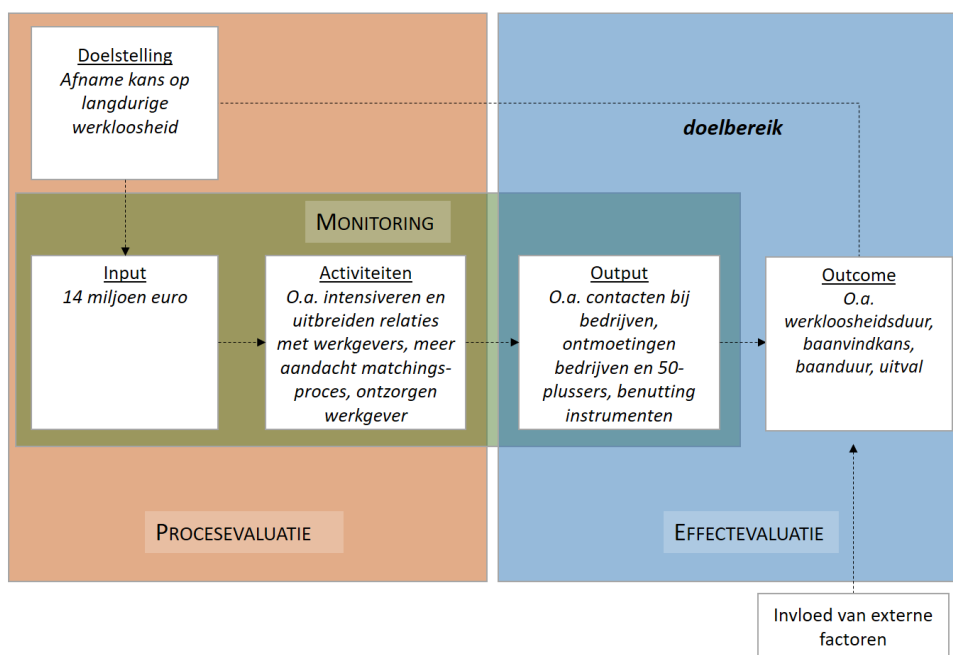 Doelstelling
Afname kans op
langdurige
werkloosheid
doelbereik
MONITORING
Input
14 miljoen euro
Activiteiten
O.a. intensiveren en
uitbreiden relaties
met werkgevers, meer
aandacht matchings-
proces, ontzorgen
werkgever
Output
O.a. contacten bij
bedrijven,
ontmoetingen
bedrijven en 50-
plussers, benutting
instrumenten
Outcome
O.a.
werkloosheidsduur,
baanvindkans,
baanduur, uitval
PROCESEVALUATIE
EFFECTEVALUATIE
Invloed van externe
factoren